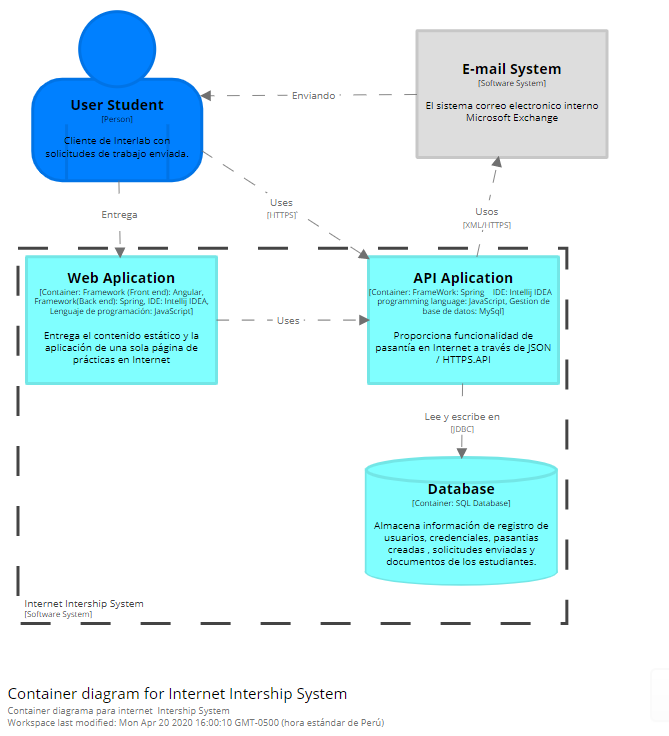 User Student
[Person]
Cliente de Interlab con
solicitudes de trabajo enviada.
E-mail System
[Software System]
El sistema correo electronico interno
Microsoft Exchange
Enviando
Uses
[HTTPS]
Entrega
Usos
[XML/HTTPS]
Web Aplication
[Container: Framework (Front end): Angular,
Framework(Back end): Spring, IDE: Intellij IDEA,
Lenguaje de programación: JavaScript]
Entrega el contenido estático y la
aplicación de una sola página de
prácticas en Internet
Uses
API Aplication
[Container: FrameWork: Spring IDE: Intellij IDEA
programming language: JavaScript, Gestion de
base de datos: MySql]
Proporciona funcionalidad de
pasantía en Internet a través de JSON
/ HTTPS.API
Lee y escribe en
[JDBC]
Database
[Container: SQL Database]
Almacena información de registro de
usuarios, credenciales, pasantias
creadas , solicitudes enviadas y
documentos de los estudiantes.
Internet Intership System
[Software System]
Container diagram for Internet Intership System
Container diagrama para internet Intership System
Workspace last modified: Mon Apr 20 2020 16:00:10 GMT-0500 (hora estándar de Perú)